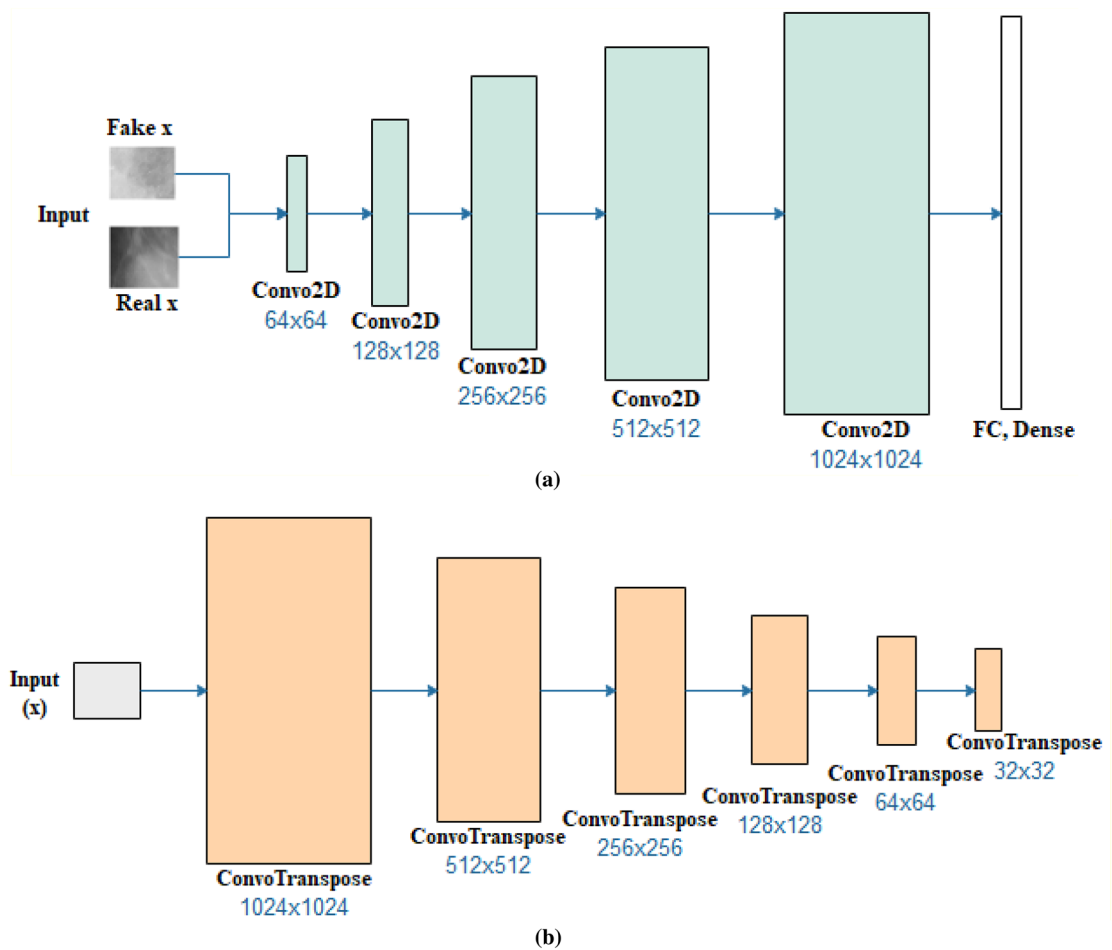 Fake x
Input
Real x
Convo2D
64x64
Convo2D
128x128
Convo2D
256x256
Convo2D
512x512
Convo2D
1024x1024
FC, Dense
(a)
Input
(x)
ConvoTranspose
1024x1024
ConvoTranspose
512x512
ConvoTranspose
256x256
ConvoTranspose
128x128
ConvoTranspose
64x64
ConvoTranspose
32x32
(b)